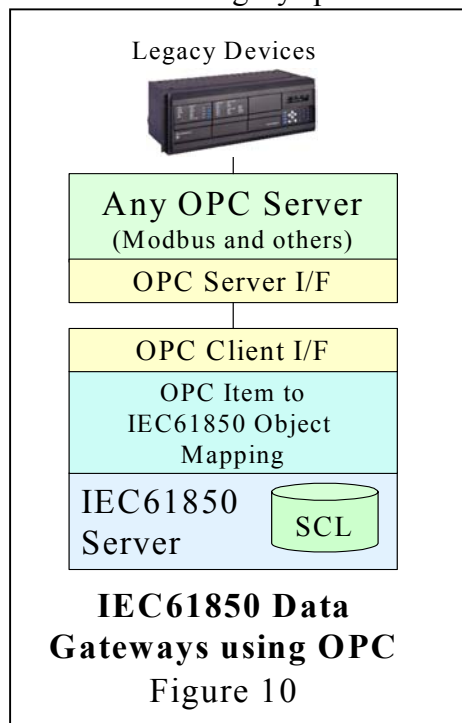 Legacy Devices
Any OPC Server
(Modbus and others)
OPC Server I/F
OPC Client I/F
OPC Item to
IEC61850 Object
Mapping
IEC61850
Server
SCL
IEC61850 Data
Gateways using OPC
Figure 10